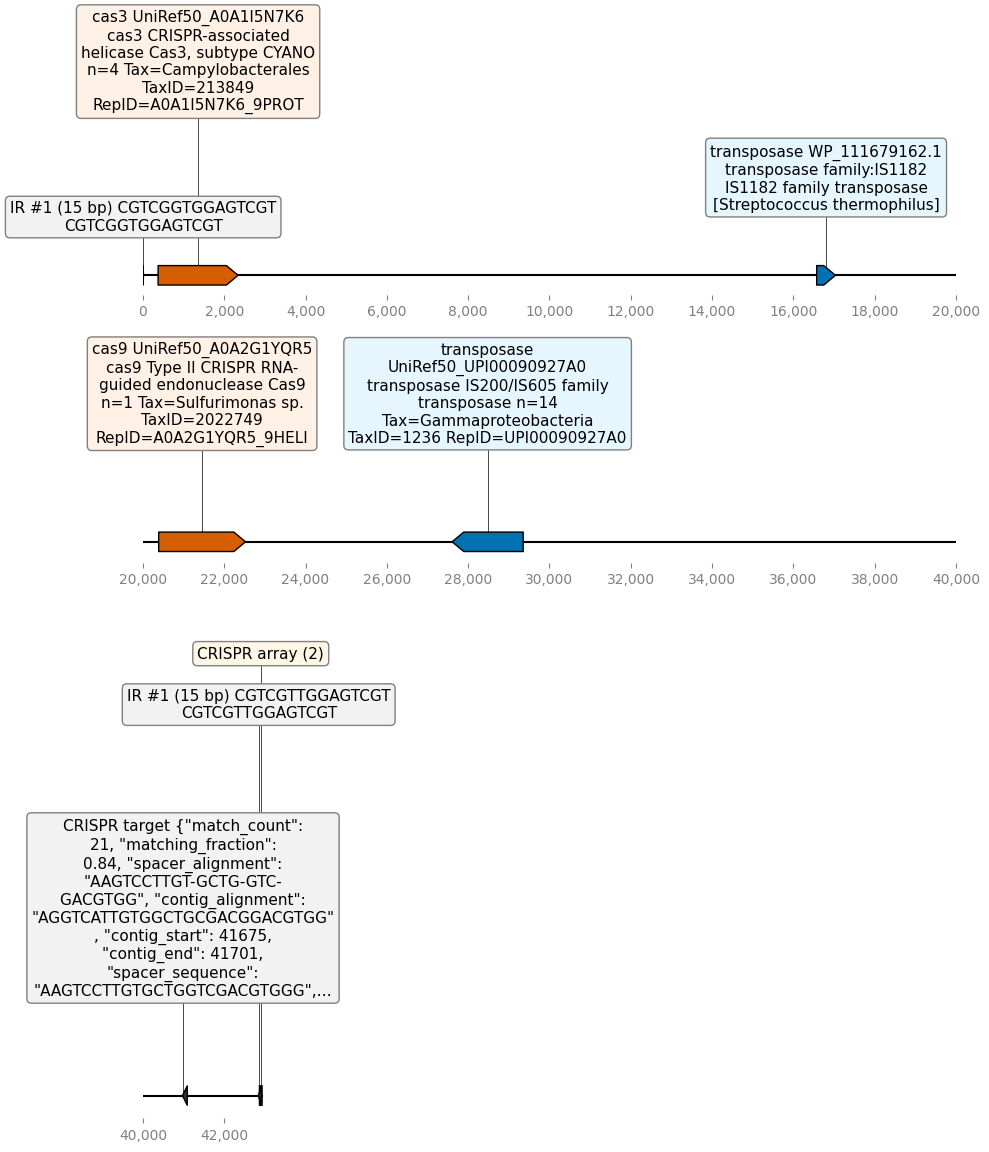 cas3 UniRef50_A0A1I5N7K6
cas3 CRISPR-associated
helicase Cas3, subtype CYANO
n=4 Tax=Campylobacterales
TaxID=213849
RepID=A0A1I5N7K6_9PROT
transposase WP_111679162.1
transposase family:IS1182
IS1182 family transposase
[Streptococcus thermophilus]
IR #1 (15 bp) CGTCGGTGGAGTCGT
CGTCGGTGGAGTCGT
0 2,000 4,000 6,000 8,000 10,000 12,000 14,000 16,000 18,000 20,000
cas9 UniRef50_A0A2G1YQR5
cas9 Type II CRISPR RNA-
guided endonuclease Cas9
n=1 Tax=Sulfurimonas sp.
TaxID=2022749
RepID=A0A2G1YQR5_9HELI
transposase
UniRef50_UPI00090927A0
transposase IS200/IS605 family
transposase n=14
Tax=Gammaproteobacteria
TaxID=1236 RepID=UPI00090927A0
20,000 22,000 24,000 26,000 28,000 30,000 32,000 34,000 36,000 38,000 40,000
CRISPR array (2)
IR #1 (15 bp) CGTCGTTGGAGTCGT
CGTCGTTGGAGTCGT
CRISPR target {"match_count":
21, "matching_fraction":
0.84, "spacer_alignment":
"AAGTCCTTGT-GCTG-GTC-
GACGTGG", "contig_alignment":
"AGGTCATTGTGGCTGCGACGGACGTGG"
, "contig_start": 41675,
"contig_end": 41701,
"spacer_sequence":
"AAGTCCTTGTGCTGGTCGACGTGGG",...
40,000 42,000